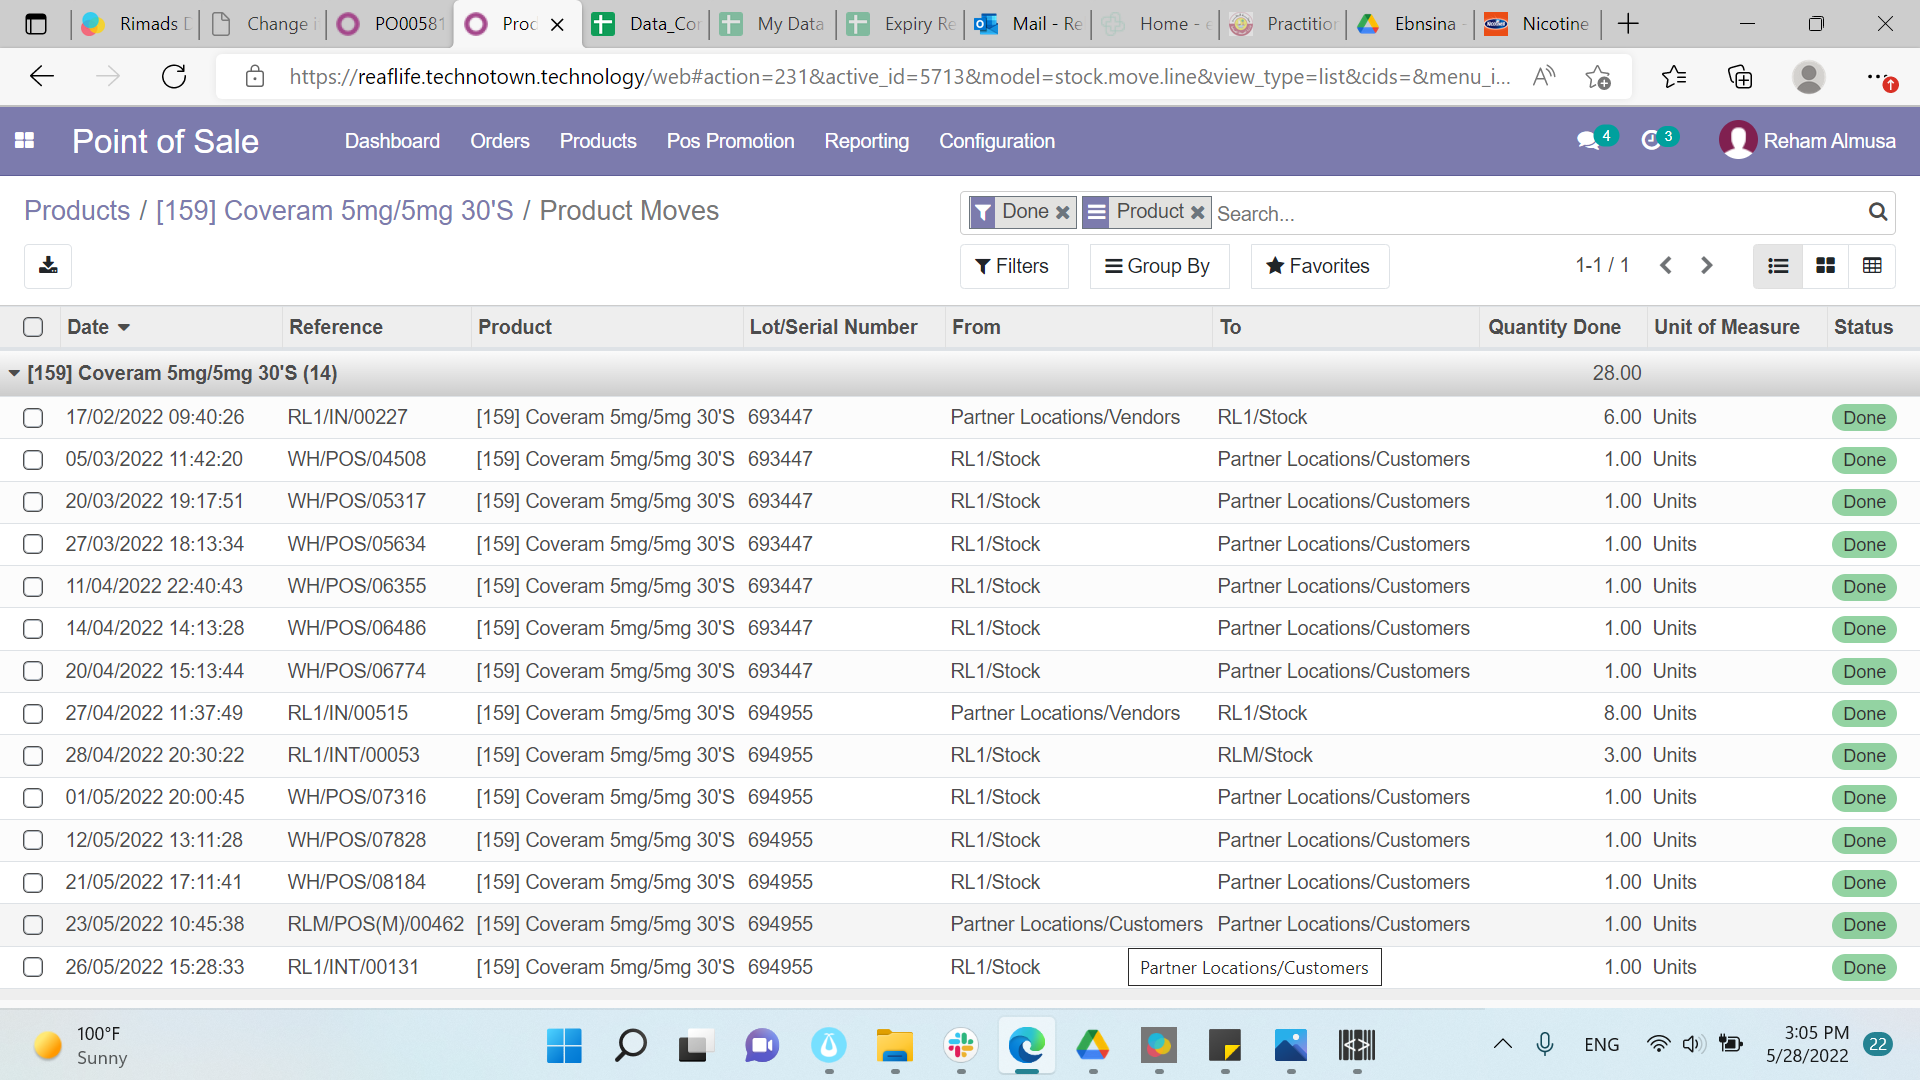 Rimads D
Change i
PO00581
Prod
Data_Cor
My Data
Expiry Re
Mail - Re
Home - e
Practition
Ebnsina -
Nicotine
https://reaflife.technotown.technology/web#action=231&active_id=5713&model=stock.move.line&view_type=list&cids=&menu_i...
Point of Sale Dashboard Orders Products Pos Promotion Reporting Configuration 4 3 Reham Almusa
Products / [159] Coveram 5mg/5mg 30'S / Product Moves
Done Product Search...
Filters Group By Favorites 1-1 / 1
Date Reference Product Lot/Serial Number From To Quantity Done Unit of Measure Status
[159] Coveram 5mg/5mg 30'S (14) 28.00
17/02/2022 09:40:26 RL1/IN/00227 [159] Coveram 5mg/5mg 30'S 693447 Partner Locations/Vendors RL1/Stock 6.00 Units Done
05/03/2022 11:42:20 WH/POS/04508 [159] Coveram 5mg/5mg 30'S 693447 RL1/Stock Partner Locations/Customers 1.00 Units Done
20/03/2022 19:17:51 WH/POS/05317 [159] Coveram 5mg/5mg 30'S 693447 RL1/Stock Partner Locations/Customers 1.00 Units Done
27/03/2022 18:13:34 WH/POS/05634 [159] Coveram 5mg/5mg 30'S 693447 RL1/Stock Partner Locations/Customers 1.00 Units Done
11/04/2022 22:40:43 WH/POS/06355 [159] Coveram 5mg/5mg 30'S 693447 RL1/Stock Partner Locations/Customers 1.00 Units Done
14/04/2022 14:13:28 WH/POS/06486 [159] Coveram 5mg/5mg 30'S 693447 RL1/Stock Partner Locations/Customers 1.00 Units Done
20/04/2022 15:13:44 WH/POS/06774 [159] Coveram 5mg/5mg 30'S 693447 RL1/Stock Partner Locations/Customers 1.00 Units Done
27/04/2022 11:37:49 RL1/IN/00515 [159] Coveram 5mg/5mg 30'S 694955 Partner Locations/Vendors RL1/Stock 8.00 Units Done
28/04/2022 20:30:22 RL1/INT/00053 [159] Coveram 5mg/5mg 30'S 694955 RL1/Stock RLM/Stock 3.00 Units Done
01/05/2022 20:00:45 WH/POS/07316 [159] Coveram 5mg/5mg 30'S 694955 RL1/Stock Partner Locations/Customers 1.00 Units Done
12/05/2022 13:11:28 WH/POS/07828 [159] Coveram 5mg/5mg 30'S 694955 RL1/Stock Partner Locations/Customers 1.00 Units Done
21/05/2022 17:11:41 WH/POS/08184 [159] Coveram 5mg/5mg 30'S 694955 RL1/Stock Partner Locations/Customers 1.00 Units Done
23/05/2022 10:45:38 RLM/POS(M)/00462 [159] Coveram 5mg/5mg 30'S 694955 Partner Locations/Customers Partner Locations/Customers 1.00 Units Done
26/05/2022 15:28:33 RL1/INT/00131 [159] Coveram 5mg/5mg 30'S 694955 RL1/Stock Partner Locations/Customers 1.00 Units Done
100°F
Sunny
ENG
3:05 PM
5/28/2022
22